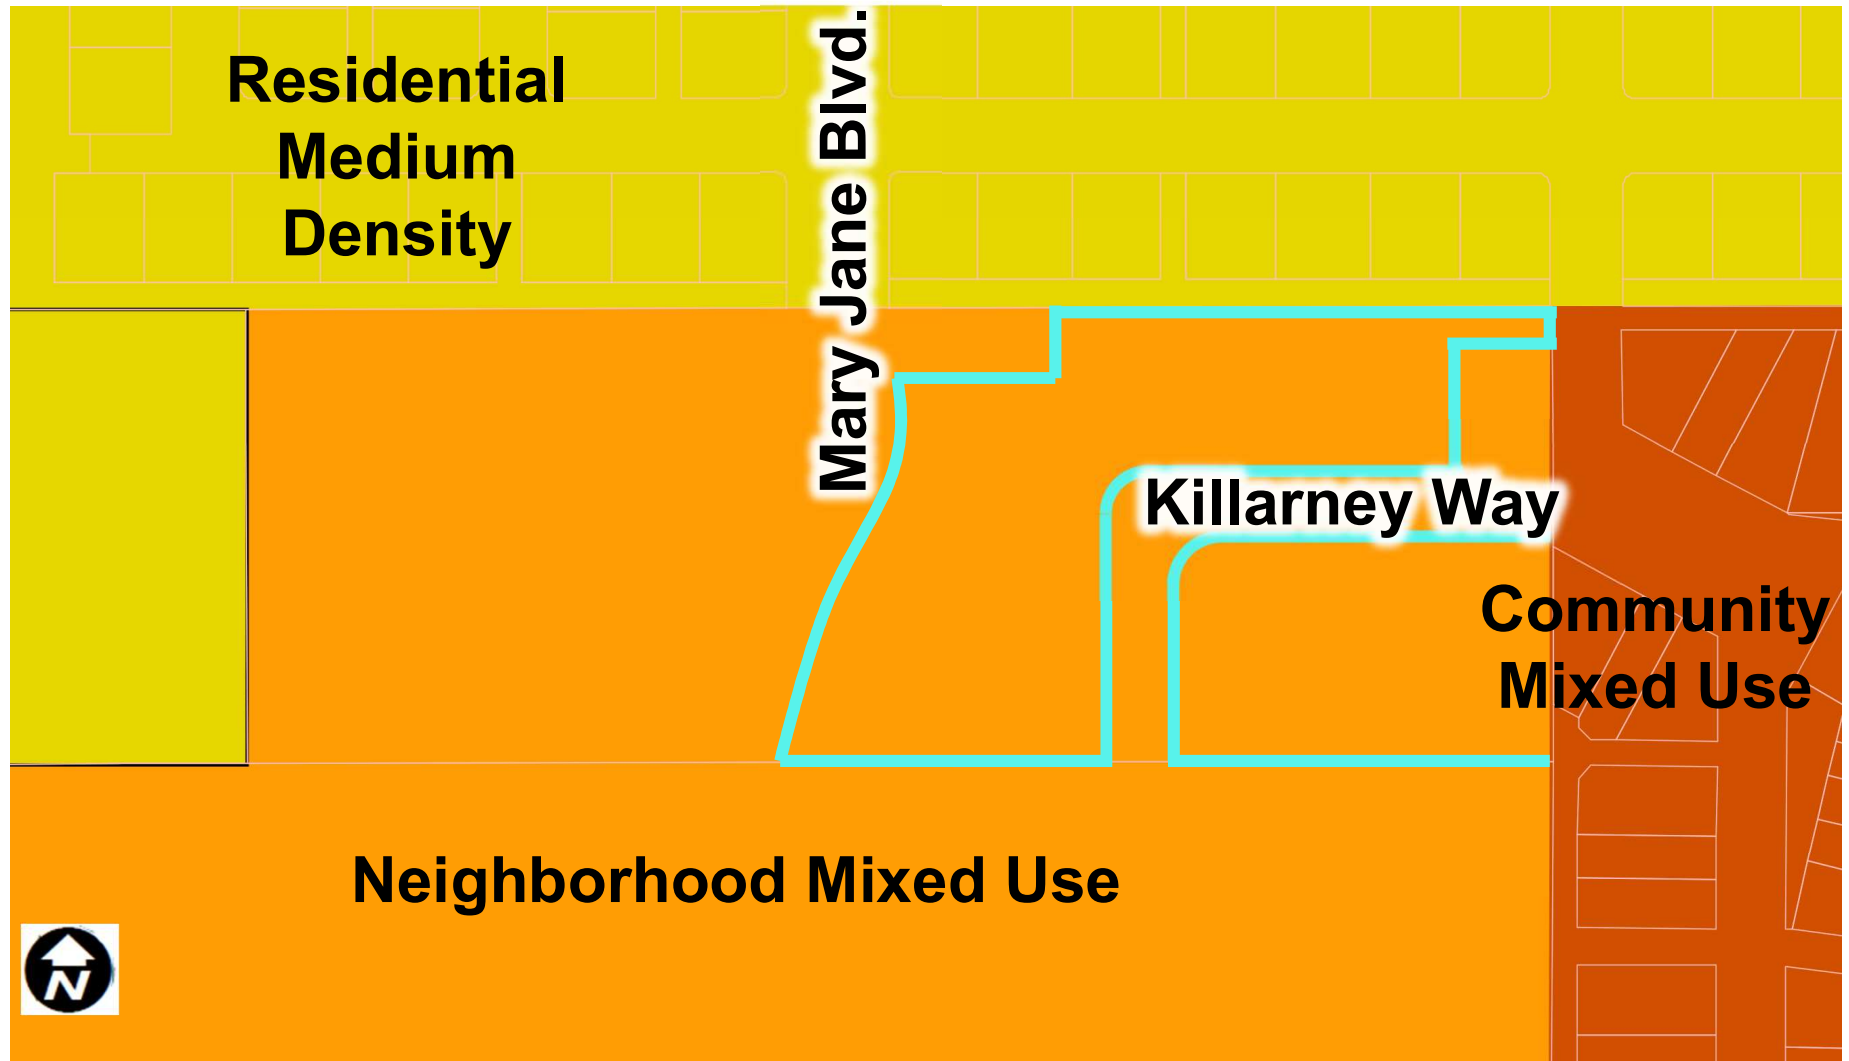 Residential
Medium
Density
Mary Jane Blvd.
Killarney Way
Community
Mixed Use
Neighborhood Mixed Use
N